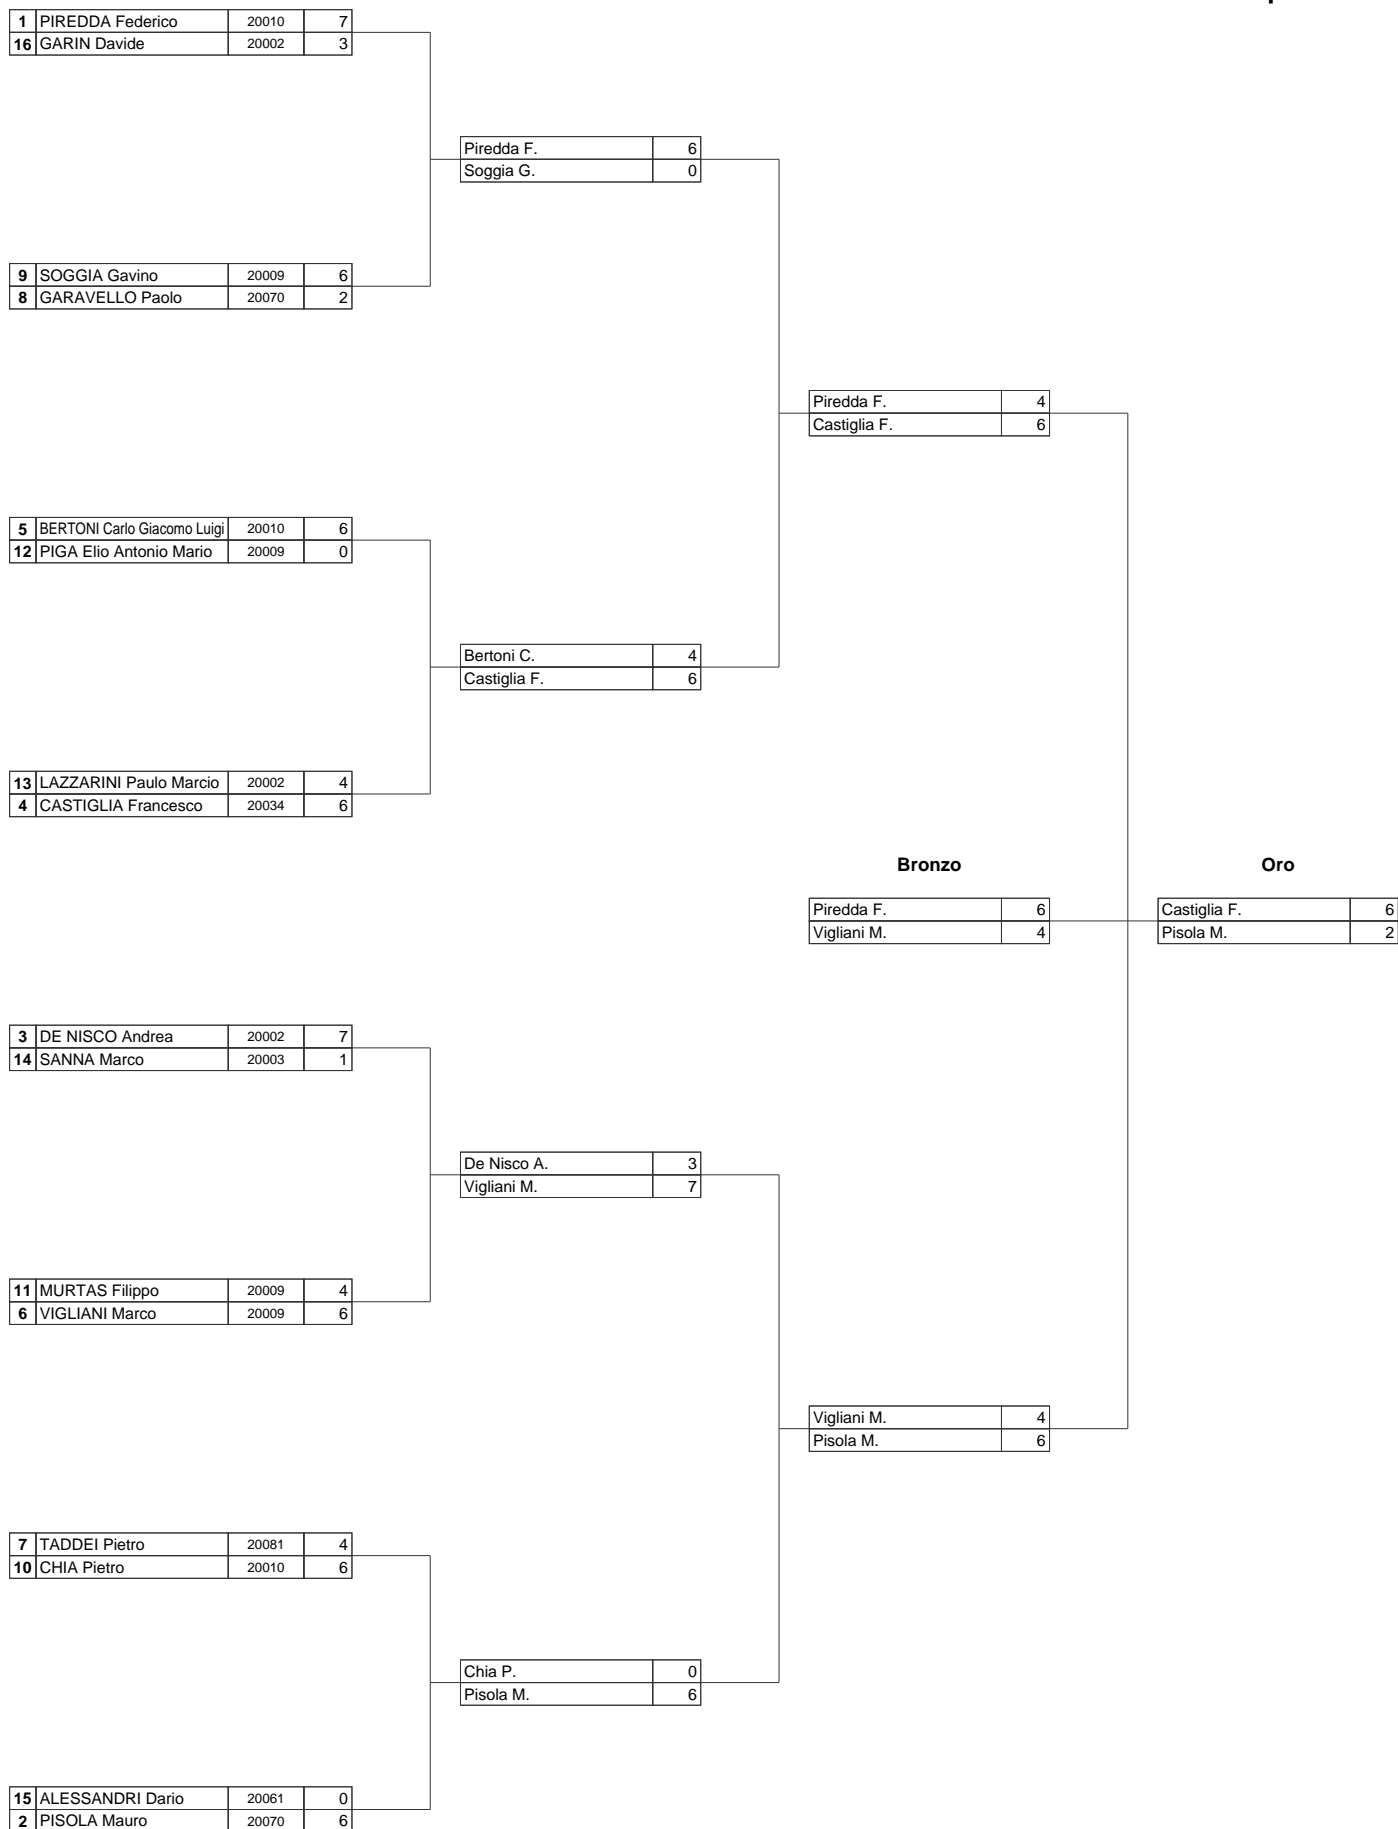 1 PIREDDA Federico 20010 7
16 GARIN Davide 20002 3
Piredda F. 6
Soggia G. 0
9 SOGGIA Gavino 20009 6
8 GARAVELLO Paolo 20070 2
Piredda F. 4
Castiglia F. 6
5 BERTONI Carlo Giacomo Luigi 20010 6
12 PIGA Elio Antonio Mario 20009 0
Bertoni C. 4
Castiglia F. 6
13 LAZZARINI Paulo Marcio 20002 4
4 CASTIGLIA Francesco 20034 6
Bronzo Oro
Piredda F. 6 Castiglia F. 6
Vigliani M. 4 Pisola M. 2
3 DE NISCO Andrea 20002 7
14 SANNA Marco 20003 1
De Nisco A. 3
Vigliani M. 7
11 MURTAS Filippo 20009 4
6 VIGLIANI Marco 20009 6
Vigliani M. 4
Pisola M. 6
7 TADDEI Pietro 20081 4
10 CHIA Pietro 20010 6
Chia P. 0
Pisola M. 6
15 ALESSANDRI Dario 20061 0
2 PISOLA Mauro 20070 6